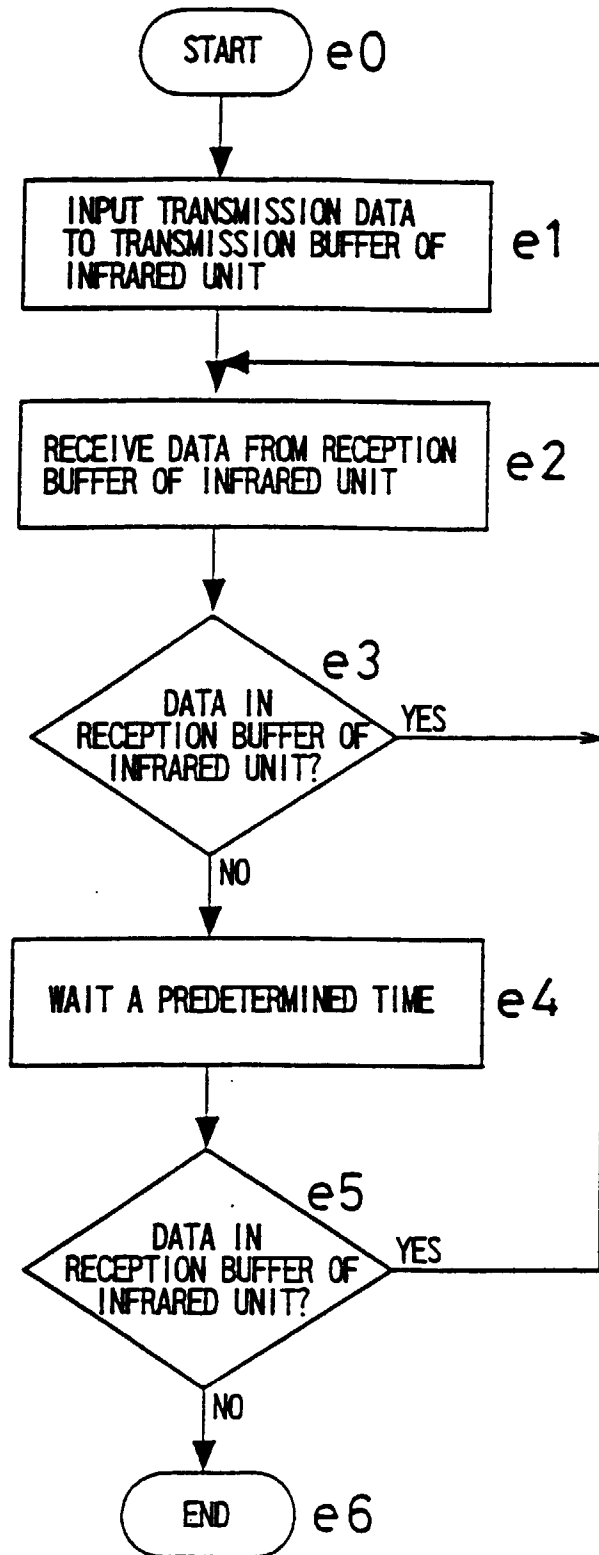 START
e0
INPUT TRANSMISSION DATA
TO TRANSMISSION BUFFER OF
INFRARED UNIT
e1
RECEIVE DATA FROM RECEPTION
BUFFER OF INFRARED UNIT
e2
e3
DATA IN
RECEPTION BUFFER OF
INFRARED UNIT?
YES
NO
WAIT A PREDETERMINED TIME
e4
e5
DATA IN
RECEPTION BUFFER OF
INFRARED UNIT?
YES
NO
END
e6